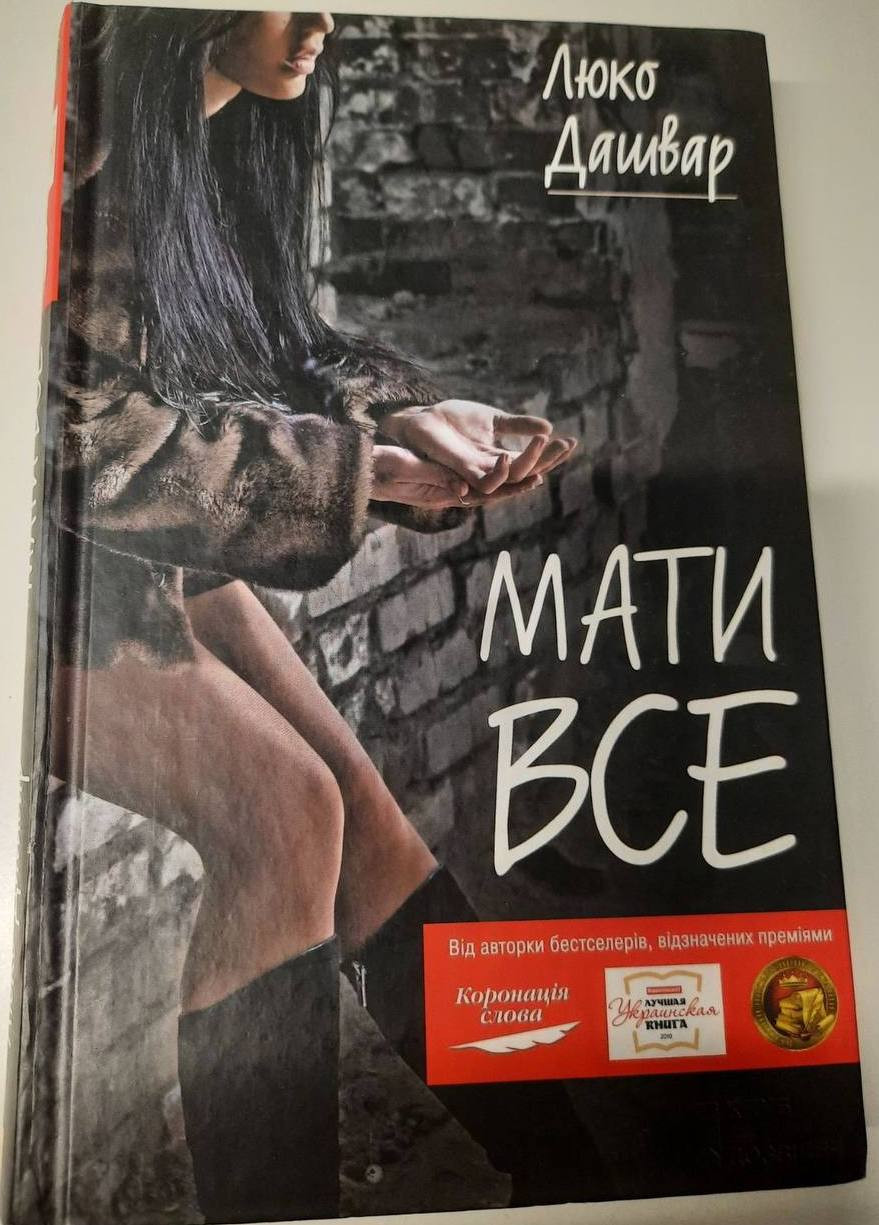 Люко
Дашвар
МАТИ
ВСЕ
Від авторки бестселерів, відзначених преміями
Коронація
слова
ЛУЧШАЯ
Украинская
КНИГА
2010